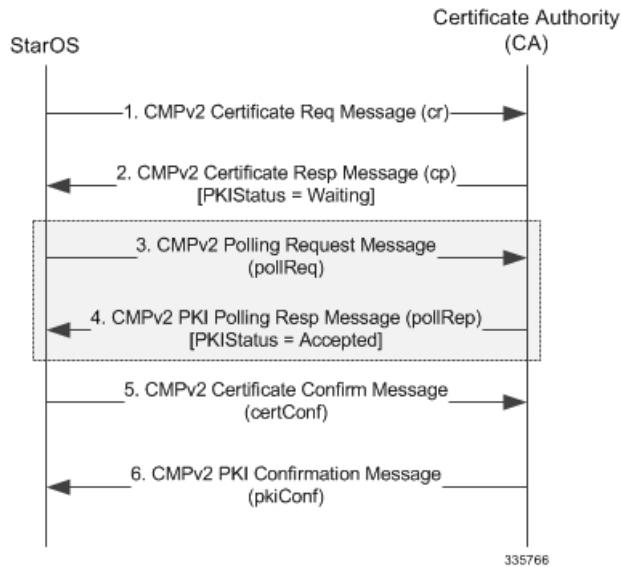 StarOS
Certificate Authority
(CA)
1. CMPv2 Certificate Req Message (cr)
2. CMPv2 Certificate Resp Message (cp)
[PKIStatus = Waiting]
3. CMPv2 Polling Request Message
(pollReq)
4. CMPv2 PKI Polling Resp Message (pollRep)
[PKIStatus = Accepted]
5. CMPv2 Certificate Confirm Message
(certConf)
6. CMPv2 PKI Confirmation Message
(pkiConf)
335766